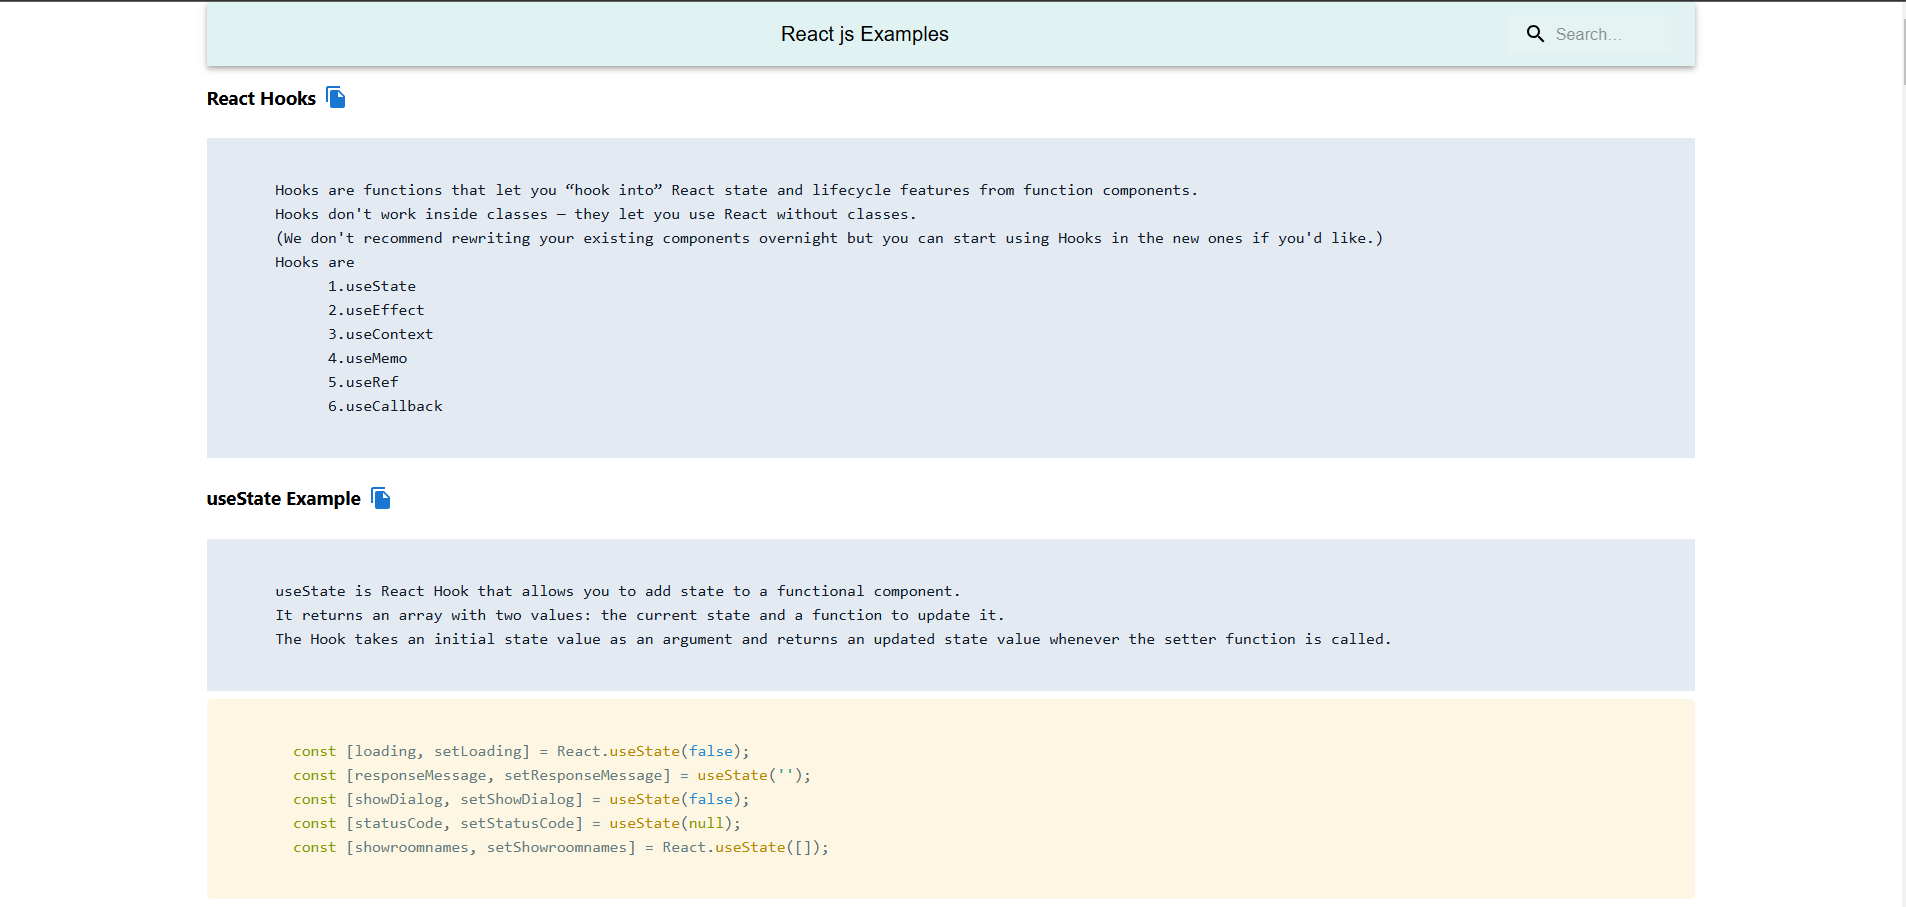 React js Examples
Search…
React Hooks
Hooks are functions that let you “hook into” React state and lifecycle features from function components.
Hooks don't work inside classes — they let you use React without classes.
(We don't recommend rewriting your existing components overnight but you can start using Hooks in the new ones if you'd like.)
Hooks are
1.useState
2.useEffect
3.useContext
4.useMemo
5.useRef
6.useCallback
useState Example
useState is React Hook that allows you to add state to a functional component.
It returns an array with two values: the current state and a function to update it.
The Hook takes an initial state value as an argument and returns an updated state value whenever the setter function is called.
const [loading, setLoading] = React.useState(false);
const [responseMessage, setResponseMessage] = useState('');
const [showDialog, setShowDialog] = useState(false);
const [statusCode, setStatusCode] = useState(null);
const [showroomnames, setShowroomnames] = React.useState([]);